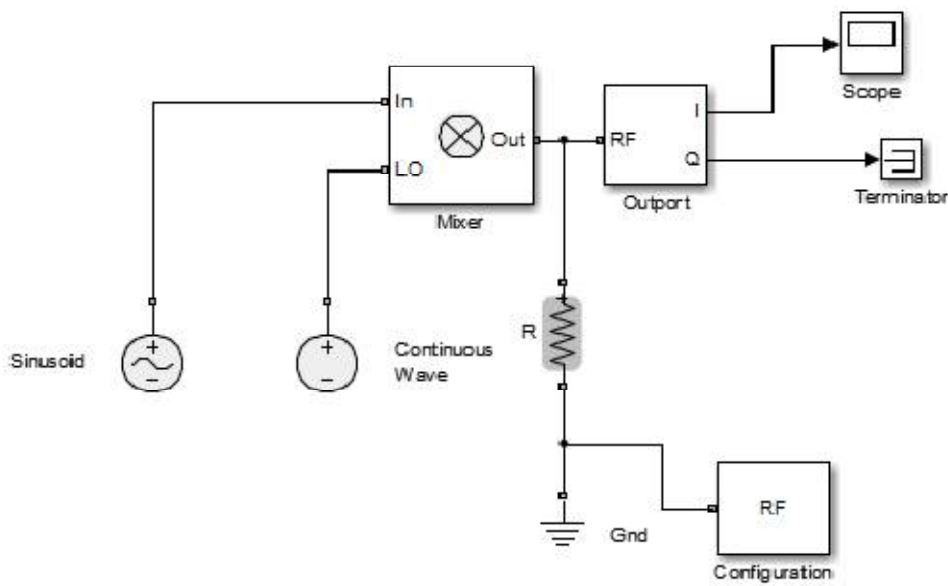 Scope
In
I
Out
RF
LO
Q
Mixer
Outport
Terminator
R
Sinusoid
Continuous
Wave
RF
Gnd
Configuration